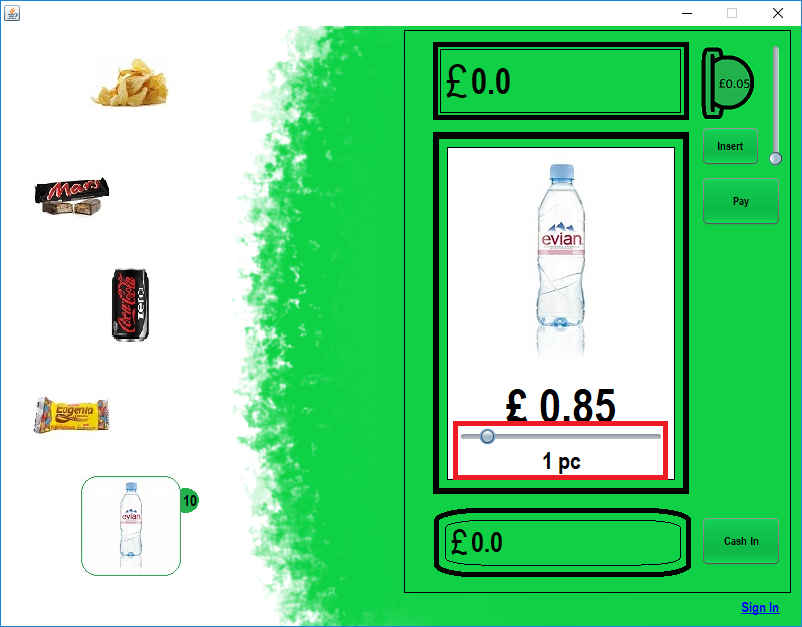 £0.0
£0.05
Insert
Pay
Mars
Coca-Cola
zero
Eugenia
evian
10
evian
£ 0.85
1 pc
£0.0
Cash In
Sign In